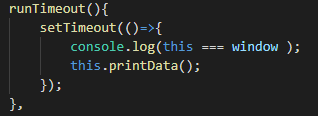 runTimeout(){
    setTimeout(()=>{
        console.log(this === window );
        this.printData();
    });
},